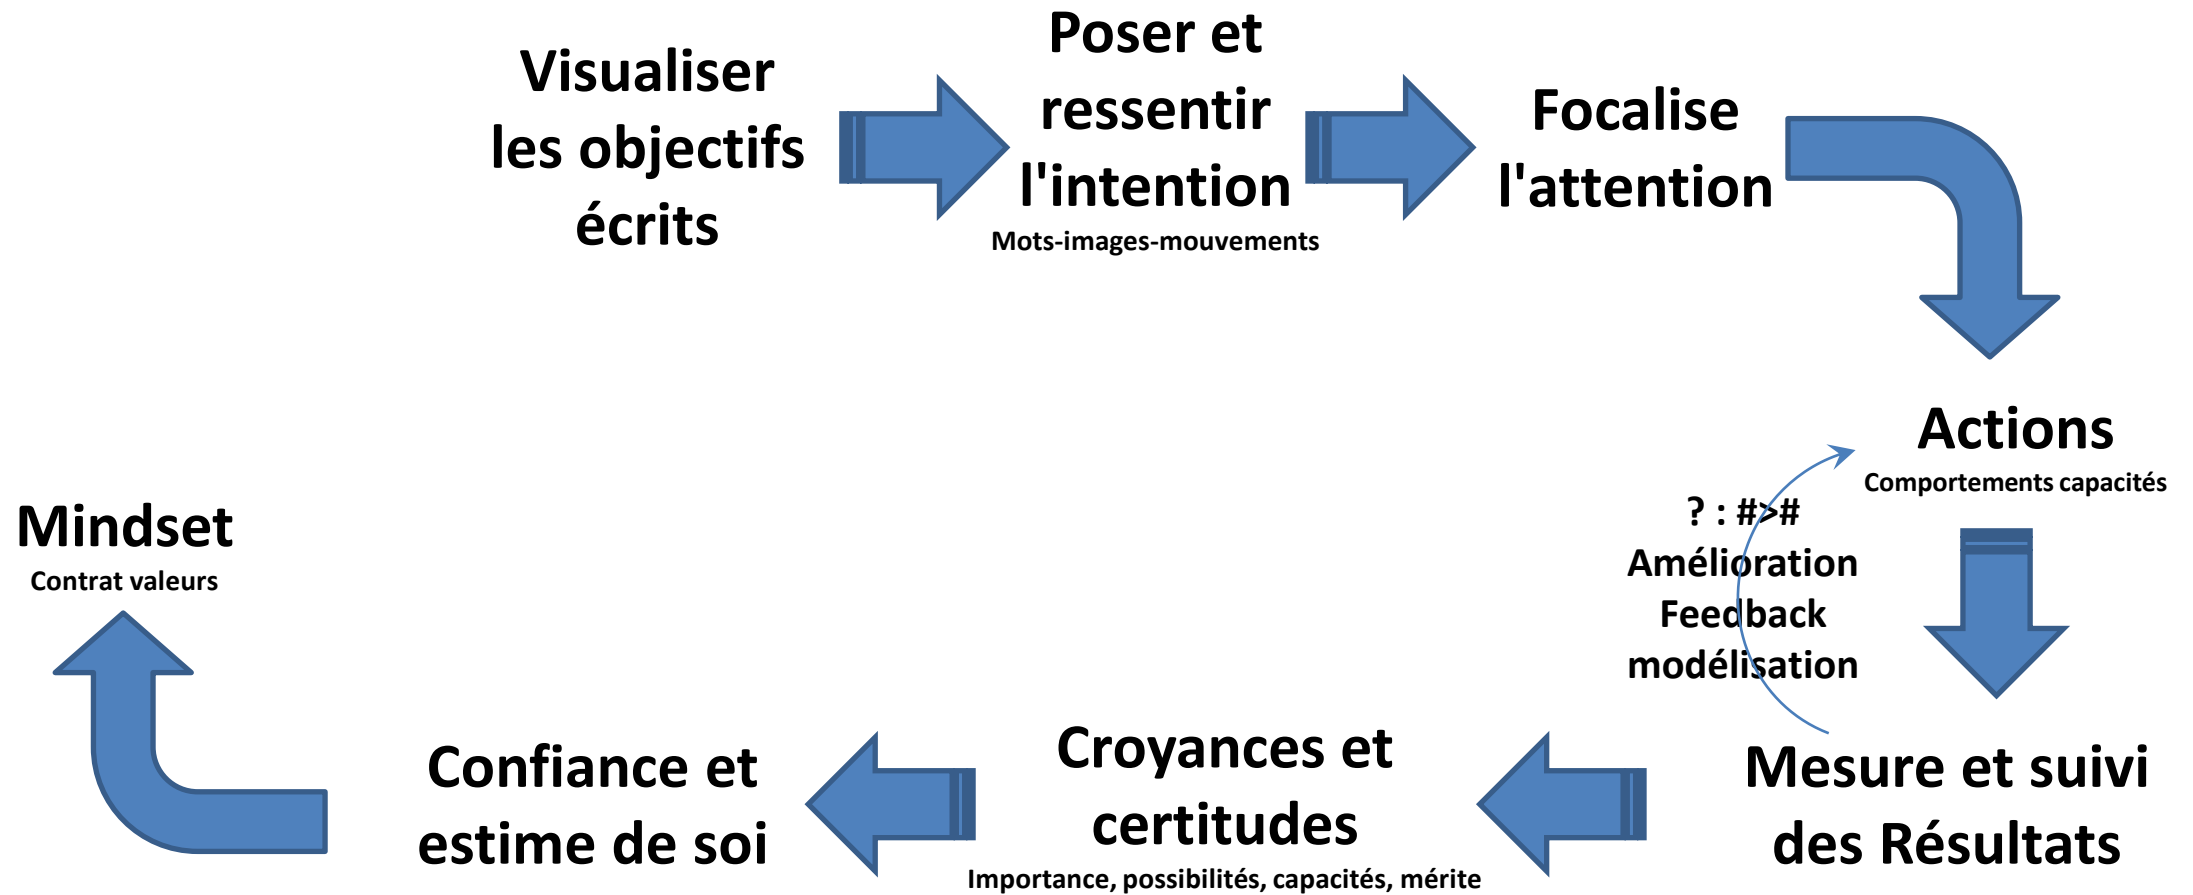 Visualiser
les objectifs
écrits
Poser et
ressentir
l'intention
Mots-images-mouvements
Focalise
l'attention
Actions
Comportements capacités
? : #>#
Amélioration
Feedback
modélisation
Mesure et suivi
des Résultats
Croyances et
certitudes
Importance, possibilités, capacités, mérite
Confiance et
estime de soi
Mindset
Contrat valeurs